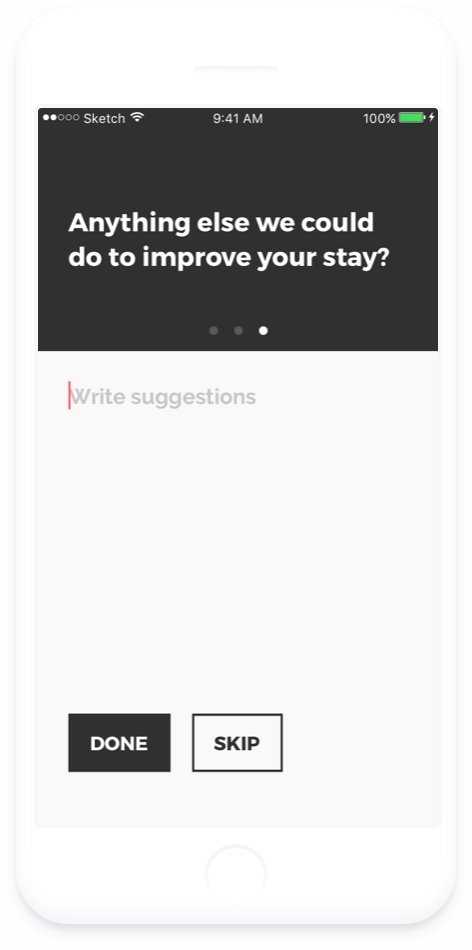 Sketch 9:41 AM 100%
Anything else we could
do to improve your stay?
Write suggestions
DONE SKIP